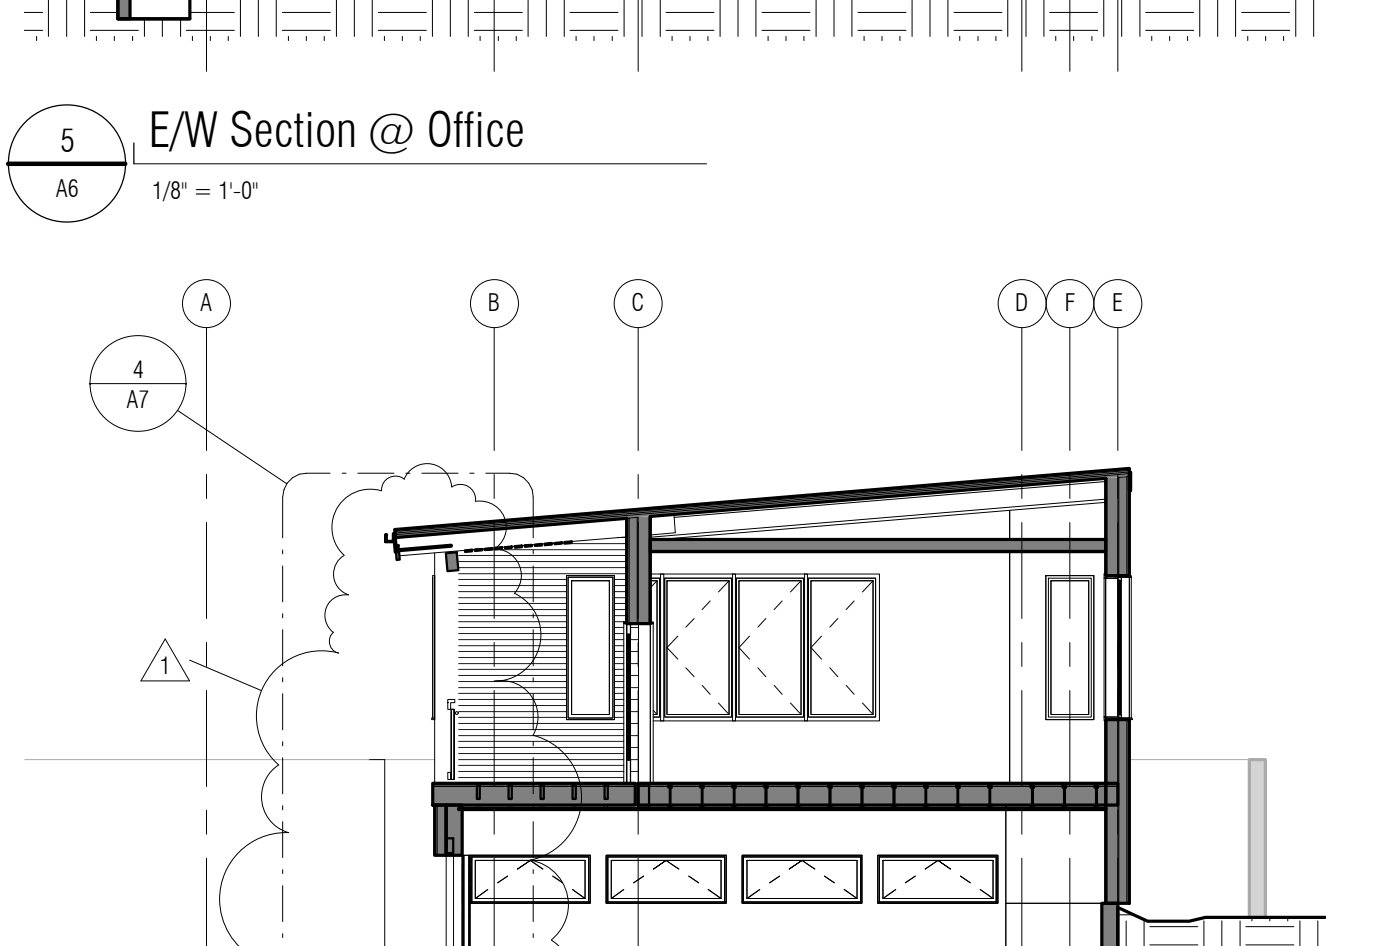 5
A6
E/W Section @ Office
1/8" = 1'-0"
A B C D F E
4
A7
1